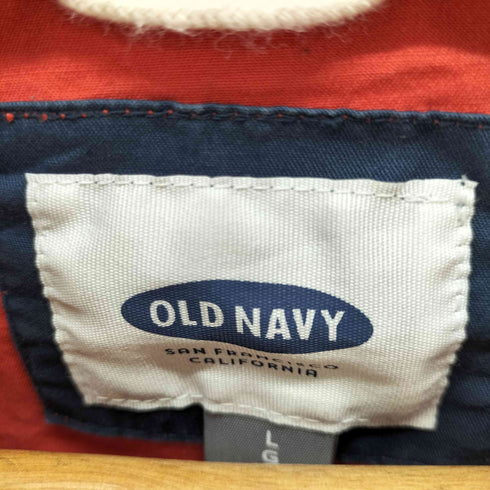 OLD NAVY
SAN FRANCISCO
CALIFORNIA
L
G